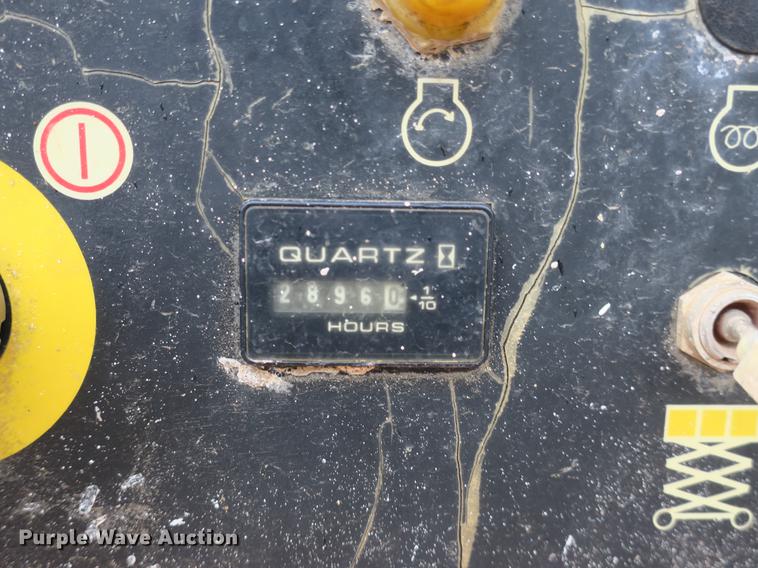 QUARTZ
28960 1/10
HOURS
Purple Wave Auction